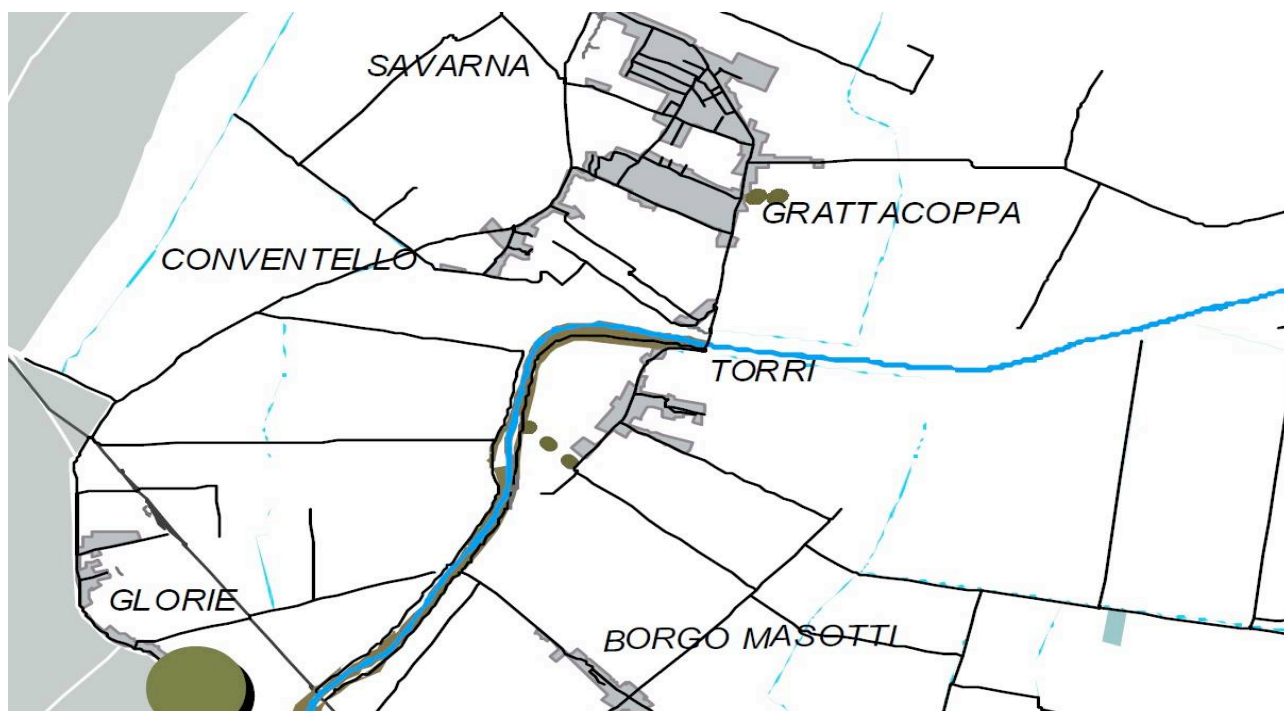 SAVARNA
GRATTACOPPA
CONVENTELLO
TORRI
GLORIE
BORGO MASOTTI